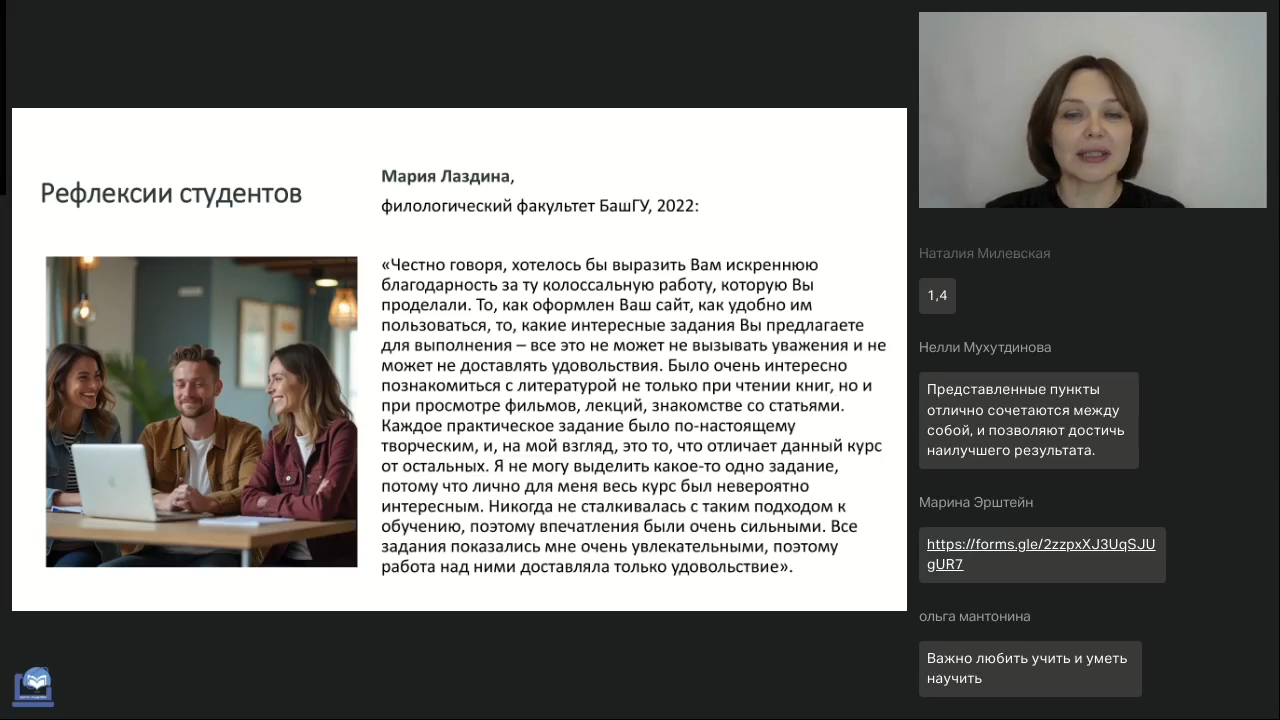 Рефлексии студентов
Мария Лаздина,
филологический факультет БашГУ, 2022:
«Честно говоря, хотелось бы выразить Вам искреннюю
благодарность за ту колоссальную работу, которую Вы
проделали. То, как оформлен Ваш сайт, как удобно им
пользоваться, то, какие интересные задания Вы предлагаете
для выполнения – все это не может не вызывать уважения и не
может не доставлять удовольствия. Было очень интересно
познакомиться с литературой не только при чтении книг, но и
при просмотре фильмов, лекций, знакомстве со статьями.
Каждое практическое задание было по-настоящему
творческим, и, на мой взгляд, это то, что отличает данный курс
от остальных. Я не могу выделить какое-то одно задание,
потому что лично для меня весь курс был невероятно
интересным. Никогда не сталкивалась с таким подходом к
обучению, поэтому впечатления были очень сильными. Все
задания показались мне очень увлекательными, поэтому
работа над ними доставляла только удовольствие».
Наталия Милевская
1,4
Нелли Мухутдинова
Представленные пункты
отлично сочетаются между
собой, и позволяют достичь
наилучшего результата.
Марина Эрштейн
https://forms.gle/2zzpxXJ3UqSJU
gUR7
ольга мантонина
Важно любить учить и уметь
научить